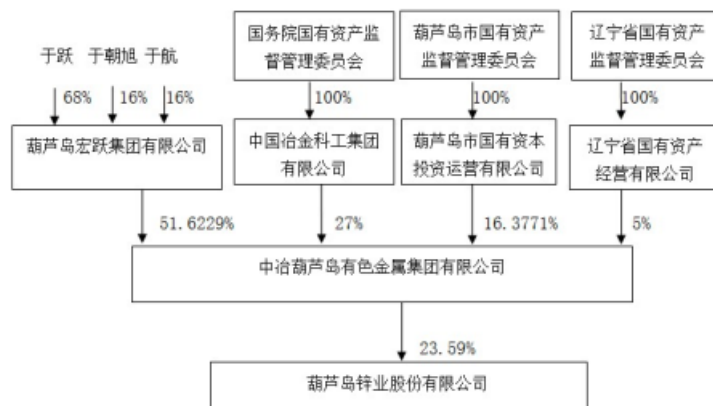 国务院国有资产监
督管理委员会
葫芦岛市国有资产
监督管理委员会
辽宁省国有资产
监督管理委员会
于跃 于朝旭 于航
68% 16% 16% 100% 100% 100%
葫芦岛宏跃集团有限公司
中国冶金科工集团
有限公司
葫芦岛市国有资本
投资运营有限公司
辽宁省国有资产
经营有限公司
51.6229% 27% 16.3771% 5%
中冶葫芦岛有色金属集团有限公司
23.59%
葫芦岛锌业股份有限公司